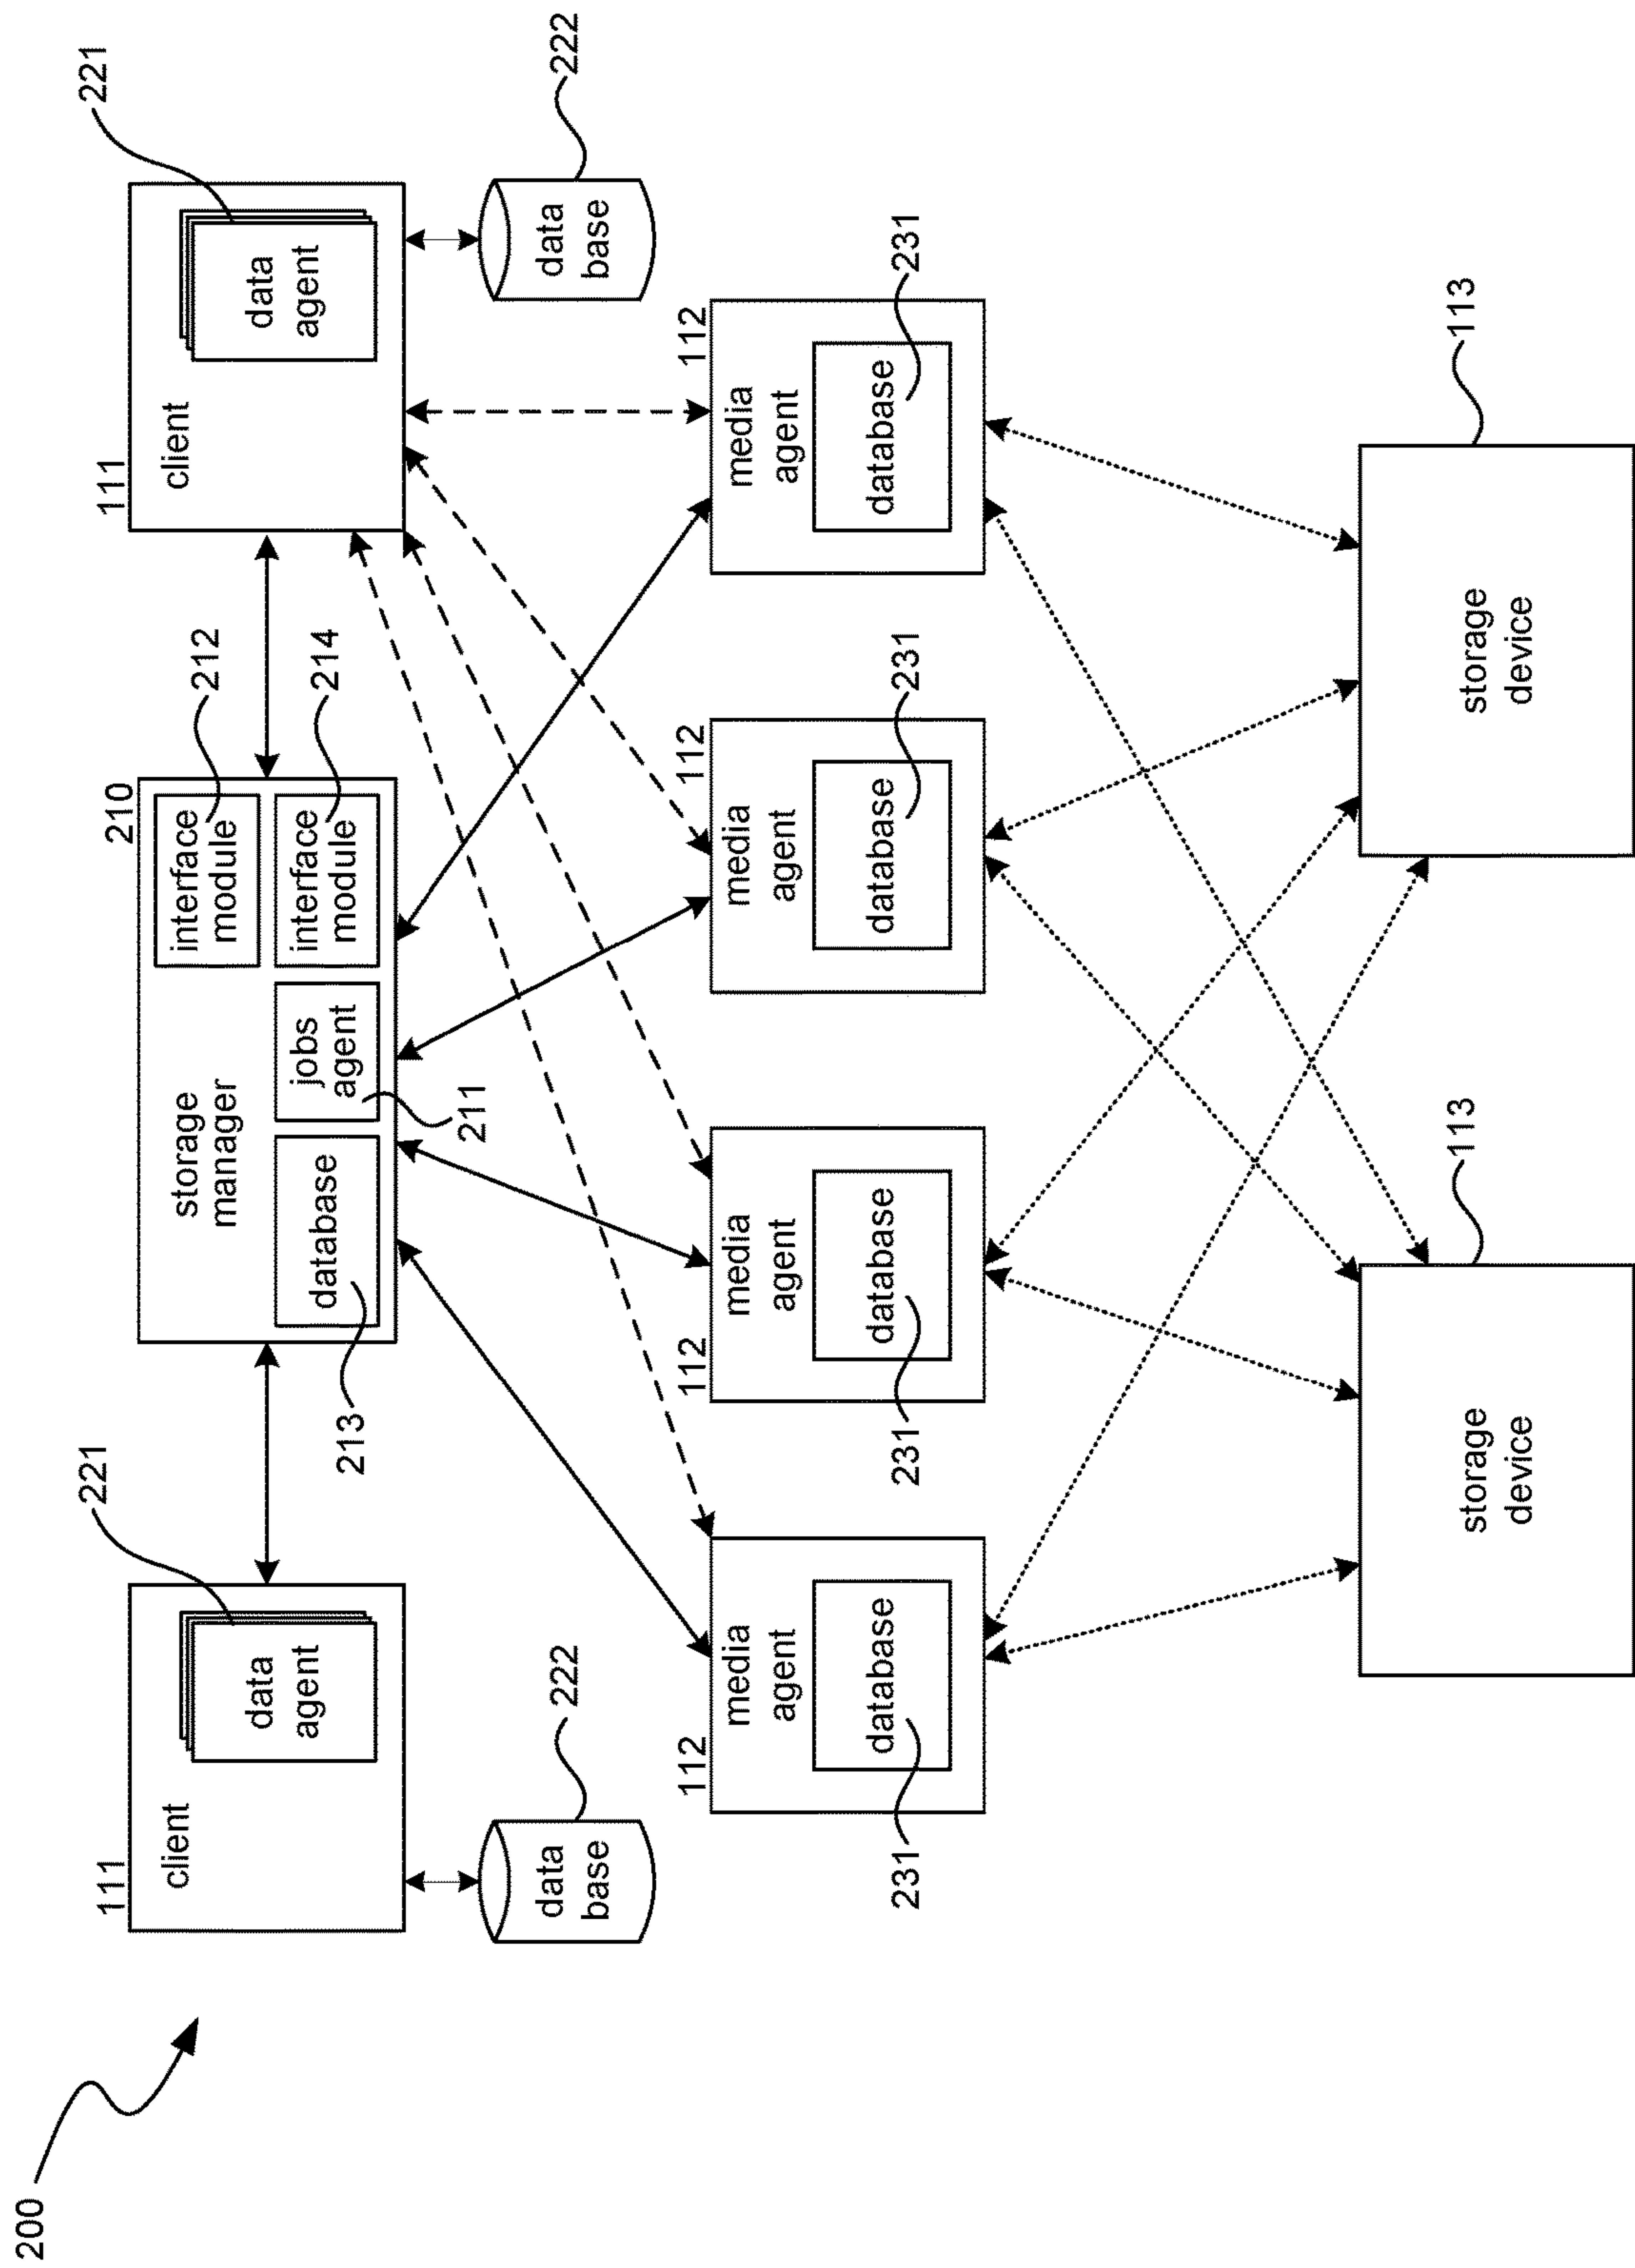 200
111
client
data
agent
221
data
base
222
210
storage
manager
database
213
jobs
agent
211
interface
module
212
interface
module
214
111
client
data
agent
221
data
base
222
112
media
agent
database
231
112
media
agent
database
231
112
media
agent
database
231
112
media
agent
database
231
storage
device
113
storage
device
113